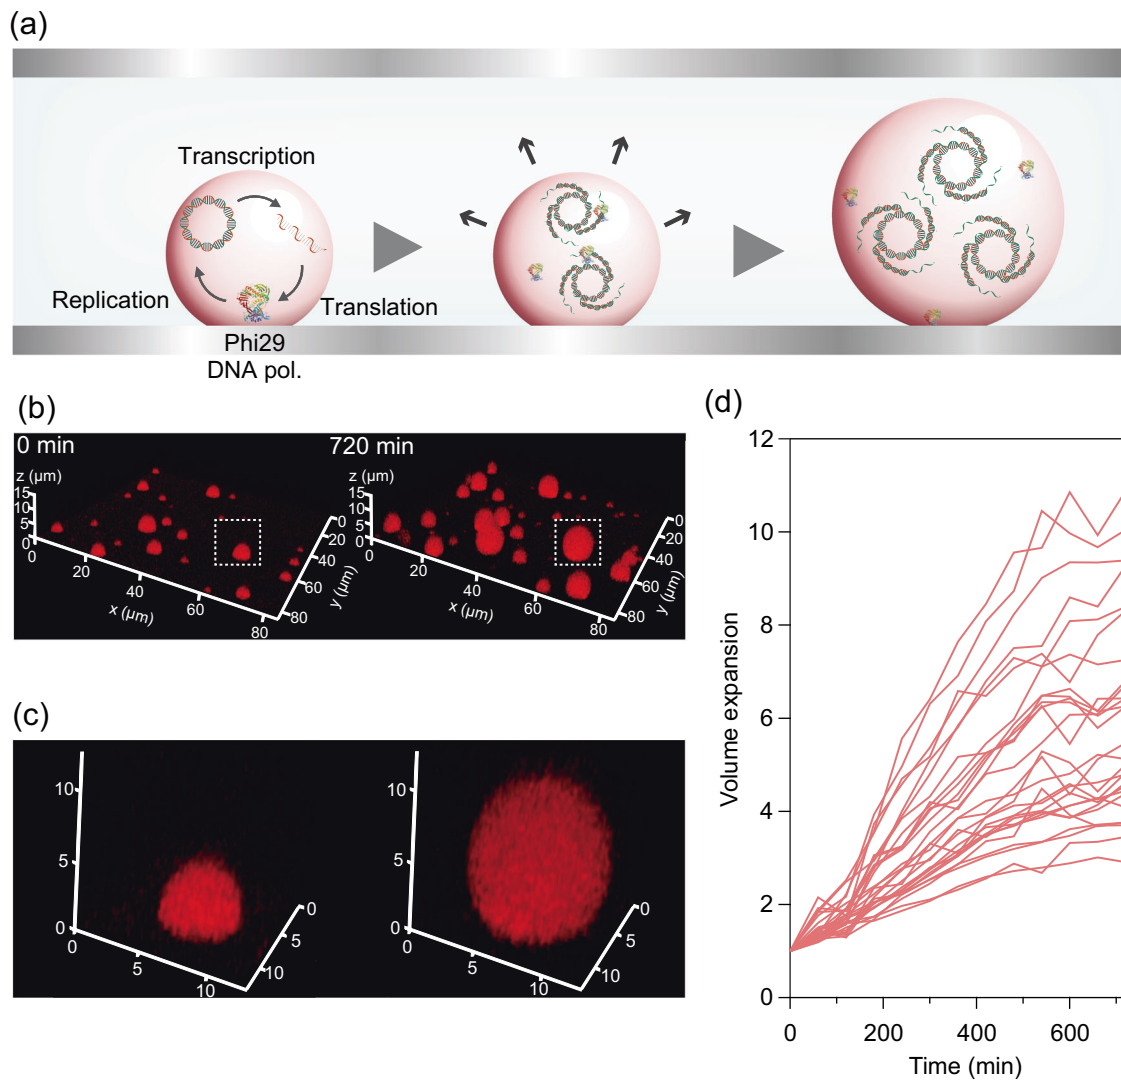 (a)
Transcription
Replication
Translation
Phi29
DNA pol.
(b)
0 min
z (µm)
15
10
5
0
20
40
60
80
x (µm)
0
20
40
60
80
y (µm)
720 min
z (µm)
15
10
5
0
20
40
60
80
x (µm)
0
20
40
60
80
y (µm)
(c)
10
5
0
0
5
10
0
5
10
10
5
0
0
5
10
0
5
10
(d)
12
10
8
6
4
2
0
Volume expansion
0
200
400
600
Time (min)